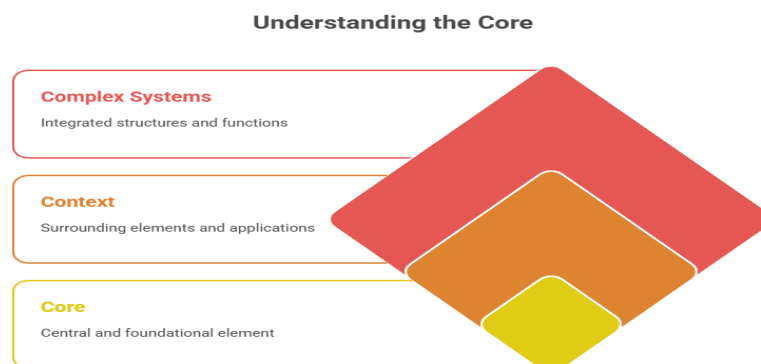 Understanding the Core
Complex Systems
Integrated structures and functions
Context
Surrounding elements and applications
Core
Central and foundational element